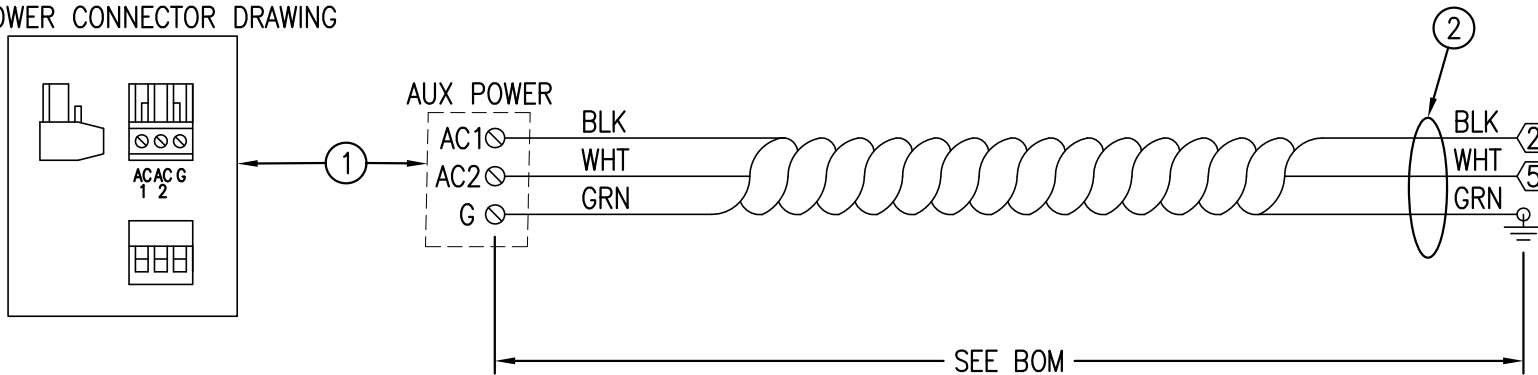 POWER CONNECTOR DRAWING
AC AC G
1 2
1
AUX POWER
AC1 BLK
AC2 WHT
G GRN
2
BLK 2
WHT 5
GRN
SEE BOM